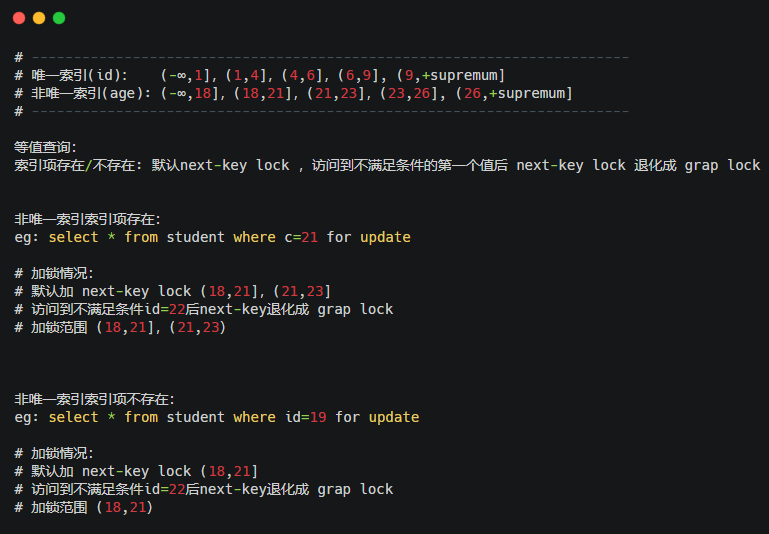 # -----------------------------------------------------------------------
# 唯一索引(id):   (-∞,1], (1,4], (4,6], (6,9], (9,+supremum]
# 非唯一索引(age): (-∞,18], (18,21], (21,23], (23,26], (26,+supremum]
# -----------------------------------------------------------------------
等值查询:
索引项存在/不存在: 默认next-key lock , 访问到不满足条件的第一个值后 next-key lock 退化成 grap lock
非唯一索引索引项存在:
eg: select * from student where c=21 for update
# 加锁情况:
# 默认加 next-key lock (18,21], (21,23]
# 访问到不满足条件id=22后next-key退化成 grap lock
# 加锁范围 (18,21], (21,23)
非唯一索引索引项不存在:
eg: select * from student where id=19 for update
# 加锁情况:
# 默认加 next-key lock (18,21]
# 访问到不满足条件id=22后next-key退化成 grap lock
# 加锁范围 (18,21)